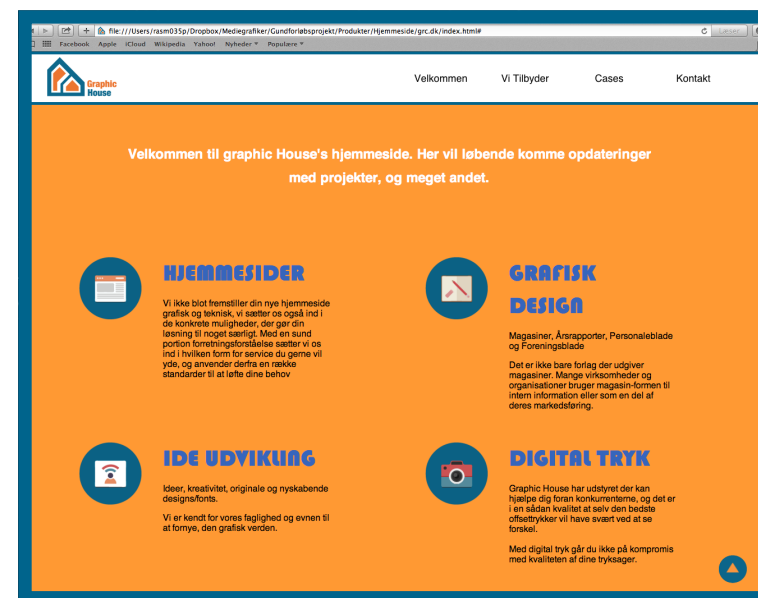 file:///Users/rasm035p/Dropbox/Mediegrafiker/Gundforløbsprojekt/Produkter/Hjemmeside/grc.dk/index.html#
Facebook Apple iCloud Wikipedia Yahoo! Nyheder Populære
Graphic
House
Velkommen Vi Tilbyder Cases Kontakt
Velkommen til graphic House's hjemmeside. Her vil løbende komme opdateringer
med projekter, og meget andet.
HJEMMESIDER
Vi ikke blot fremstiller din nye hjemmeside
grafisk og teknisk, vi sætter os også ind i
de konkrete muligheder, der gør din
løsning til noget særligt. Med en sund
portion forretningsforståelse sætter vi os
ind i hvilken form for service du gerne vil
yde, og anvender derfra en række
standarder til at løfte dine behov
GRAFISK
DESIGN
Magasiner, Årsrapporter, Personaleblade
og Foreningsblade
Det er ikke bare forlag der udgiver
magasiner. Mange virksomheder og
organisationer bruger magasin-formen til
intern information eller som en del af
deres markedsføring.
IDE UDVIKLING
Ideer, kreativitet, originale og nyskabende
designs/fonts.
Vi er kendt for vores faglighed og evnen til
at fornye, den grafisk verden.
DIGITAL TRYK
Graphic House har udstyret der kan
hjælpe dig foran konkurrenterne, og det er
i en sådan kvalitet at selv den bedste
offsettrykker vil have svært ved at se
forskel.
Med digital tryk går du ikke på kompromis
med kvaliteten af dine tryksager.